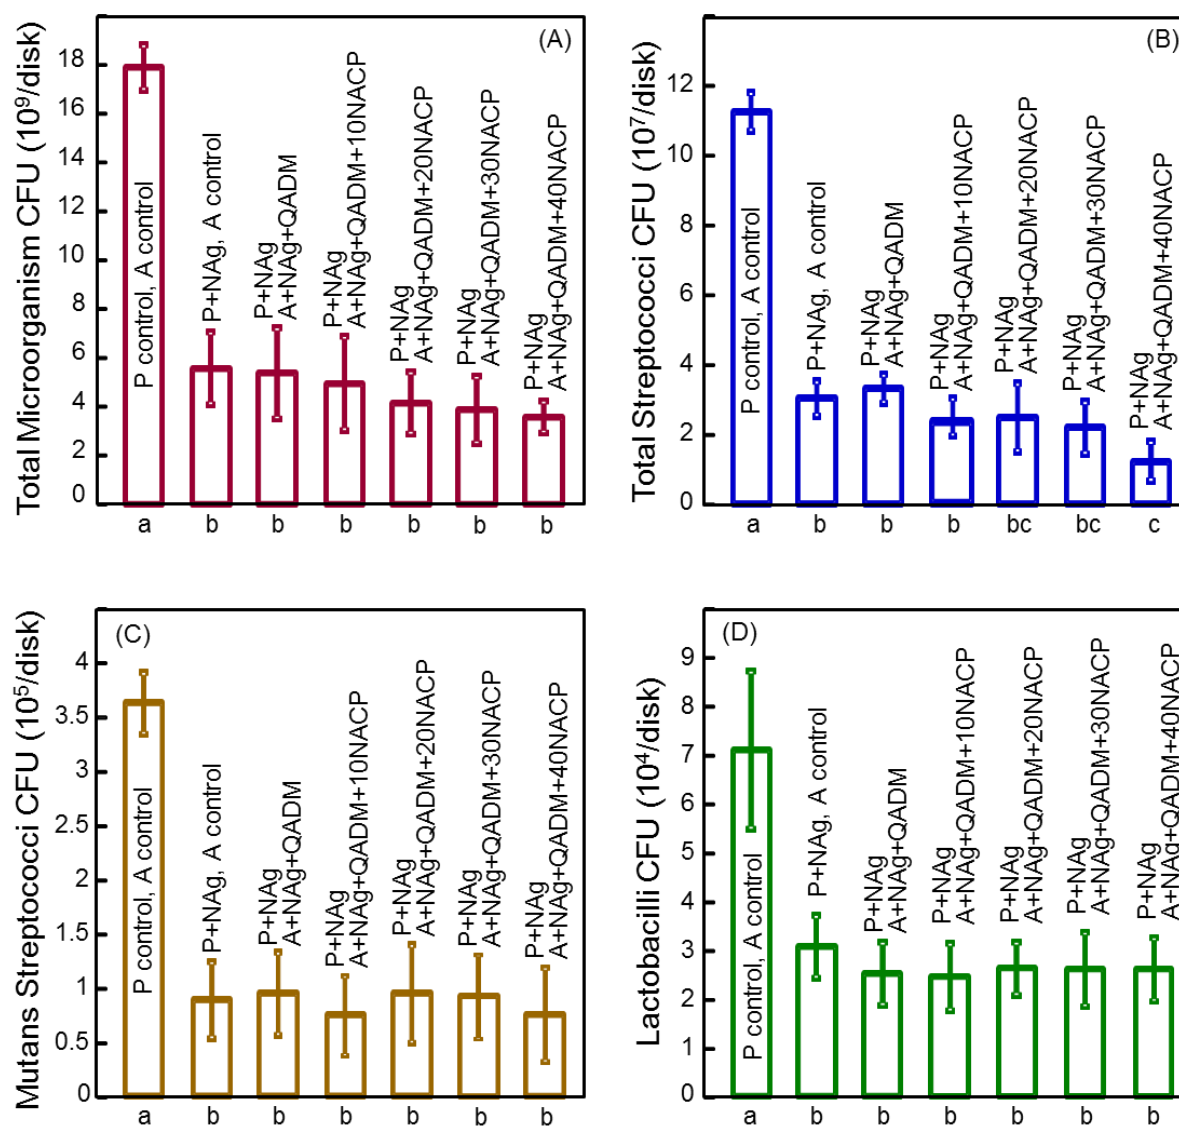 Total Microorganism CFU (10⁹/disk)
(A)
18
16
14
12
10
8
6
4
2
0
P control, A control
P+NAg, A control
P+NAg
A+NAg+QADM
P+NAg
A+NAg+QADM+10NACP
P+NAg
A+NAg+QADM+20NACP
P+NAg
A+NAg+QADM+30NACP
P+NAg
A+NAg+QADM+40NACP
a b b b b b b
Total Streptococci CFU (10⁷/disk)
(B)
12
10
8
6
4
2
0
P control, A control
P+NAg, A control
P+NAg
A+NAg+QADM
P+NAg
A+NAg+QADM+10NACP
P+NAg
A+NAg+QADM+20NACP
P+NAg
A+NAg+QADM+30NACP
P+NAg
A+NAg+QADM+40NACP
a b b b bc bc c
Mutans Streptococci CFU (10⁵/disk)
(C)
4
3.5
3
2.5
2
1.5
1
0.5
0
P control, A control
P+NAg, A control
P+NAg
A+NAg+QADM
P+NAg
A+NAg+QADM+10NACP
P+NAg
A+NAg+QADM+20NACP
P+NAg
A+NAg+QADM+30NACP
P+NAg
A+NAg+QADM+40NACP
a b b b b b b
Lactobacilli CFU (10⁴/disk)
(D)
9
8
7
6
5
4
3
2
1
0
P control, A control
P+NAg, A control
P+NAg
A+NAg+QADM
P+NAg
A+NAg+QADM+10NACP
P+NAg
A+NAg+QADM+20NACP
P+NAg
A+NAg+QADM+30NACP
P+NAg
A+NAg+QADM+40NACP
a b b b b b b